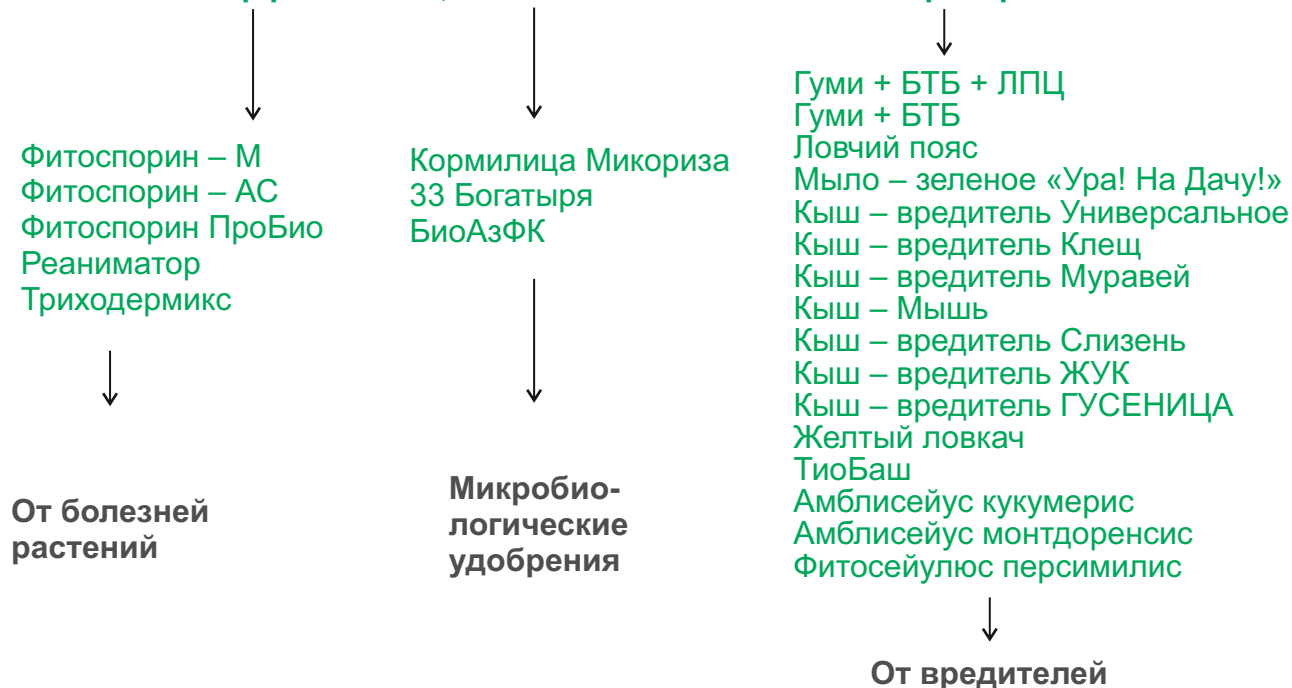 Фитоспорин – М
Фитоспорин – АС
Фитоспорин ПроБио
Реаниматор
Триходермикс
От болезней
растений
Кормилица Микориза
33 Богатыря
БиоАзФК
Микробио-
логические
удобрения
Гуми + БТБ + ЛПЦ
Гуми + БТБ
Ловчий пояс
Мыло – зеленое «Ура! На Дачу!»
Кыш – вредитель Универсальное
Кыш – вредитель Клещ
Кыш – вредитель Муравей
Кыш – Мышь
Кыш – вредитель Слизень
Кыш – вредитель ЖУК
Кыш – вредитель ГУСЕНИЦА
Желтый ловкач
ТиоБаш
Амблисейус кукумерис
Амблисейус монтдоренсис
Фитосейулюс персимилис
От вредителей